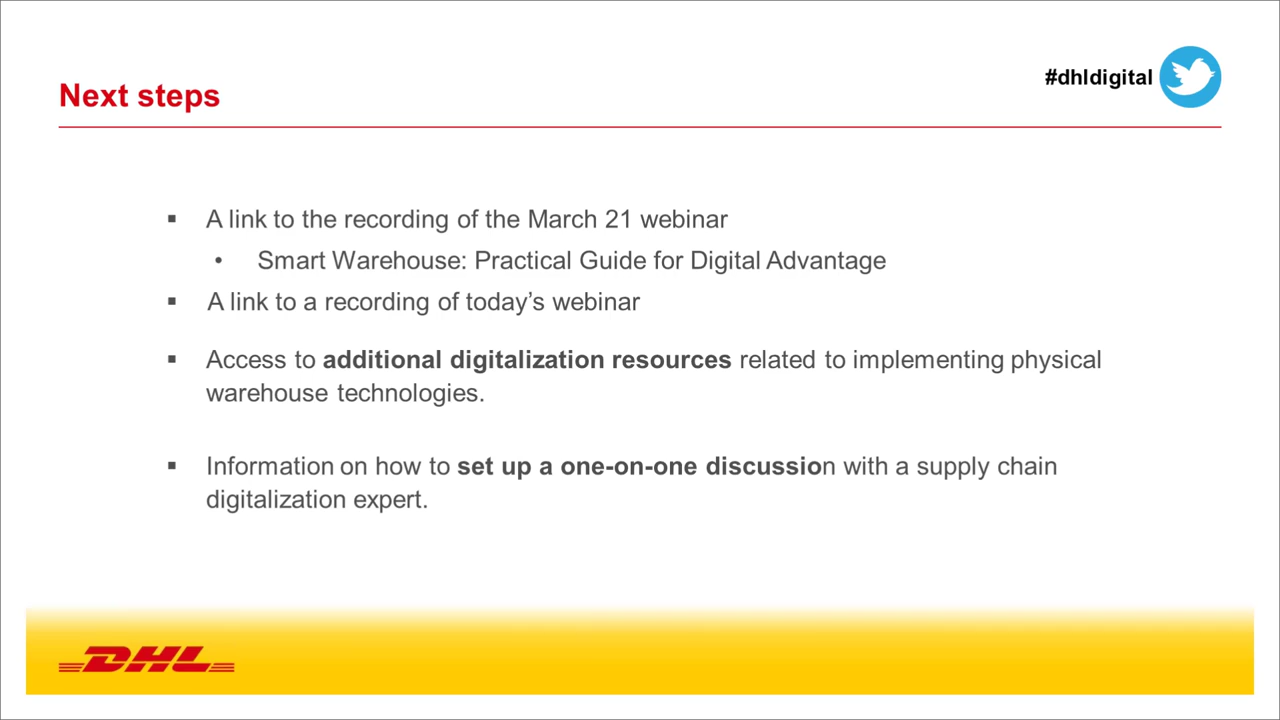 #dhldigital
Next steps
▪ A link to the recording of the March 21 webinar
• Smart Warehouse: Practical Guide for Digital Advantage
▪ A link to a recording of today’s webinar
▪ Access to additional digitalization resources related to implementing physical
warehouse technologies.
▪ Information on how to set up a one-on-one discussion with a supply chain
digitalization expert.
DHL